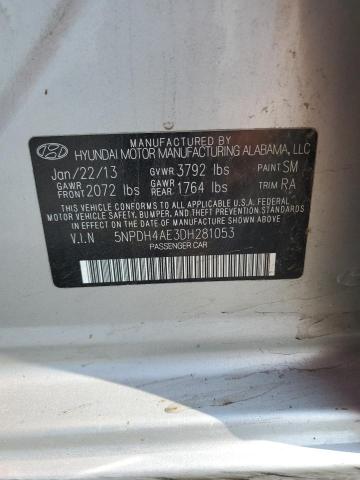 MANUFACTURED BY
HYUNDAI MOTOR MANUFACTURING ALABAMA, LLC
Jan/22/13 GVWR 3792 lbs PAINT SM
GAWR FRONT 2072 lbs GAWR REAR 1764 lbs TRIM RA
THIS VEHICLE CONFORMS TO ALL APPLICABLE U.S.A FEDERAL
MOTOR VEHICLE SAFETY, BUMPER, AND THEFT PREVENTION
STANDARDS IN EFFECT ON THE DATE OF
MANUFACTURE SHOWN ABOVE.
V.I.N 5NPDH4AE3DH281053
PASSENGER CAR